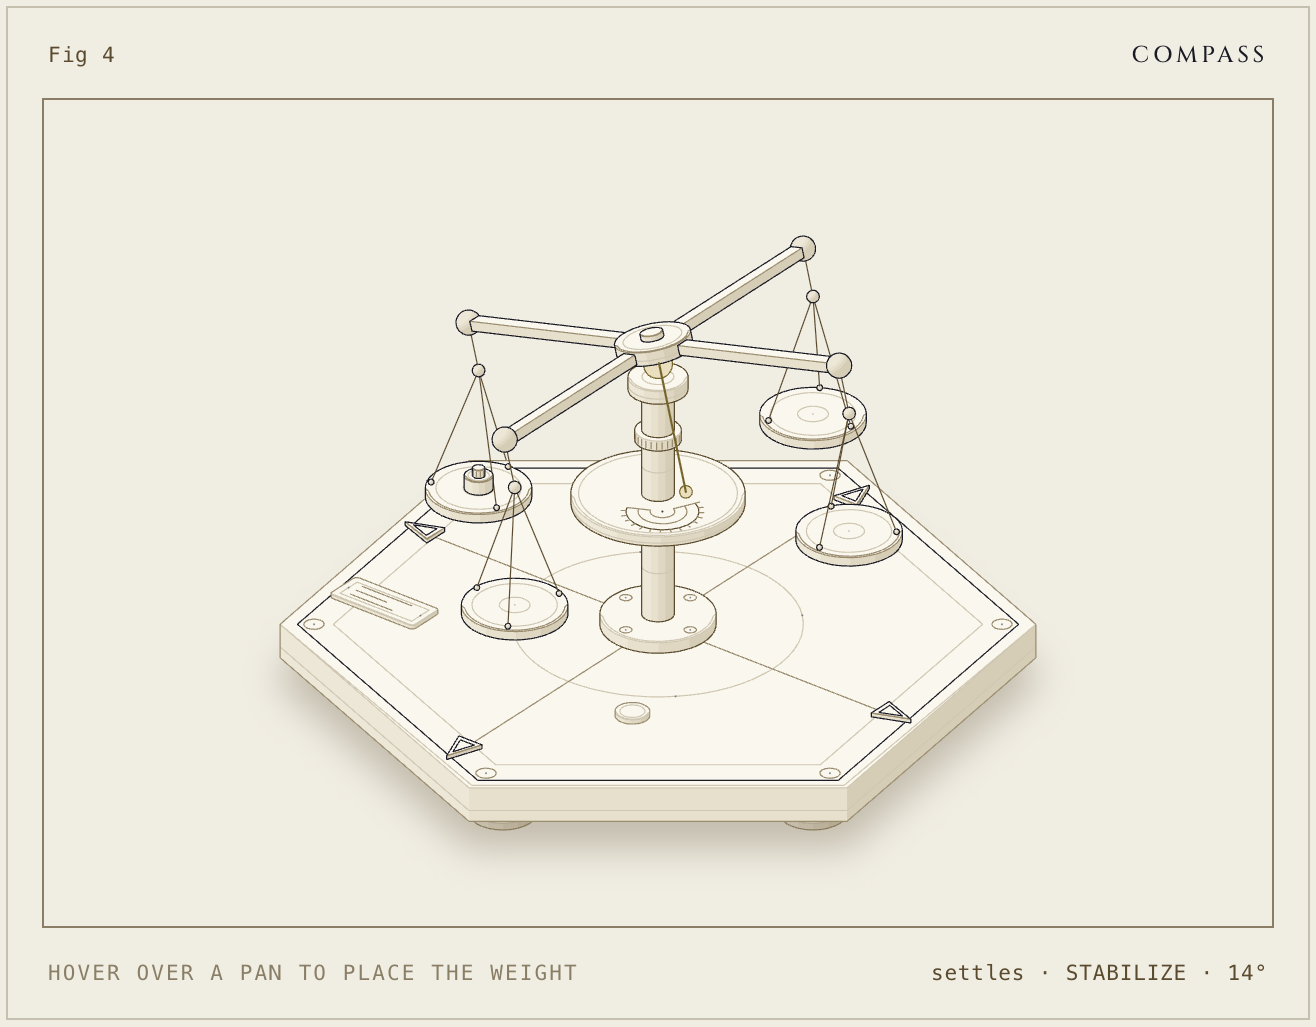 Fig 4
COMPASS
HOVER OVER A PAN TO PLACE THE WEIGHT
settles · STABILIZE · 14°